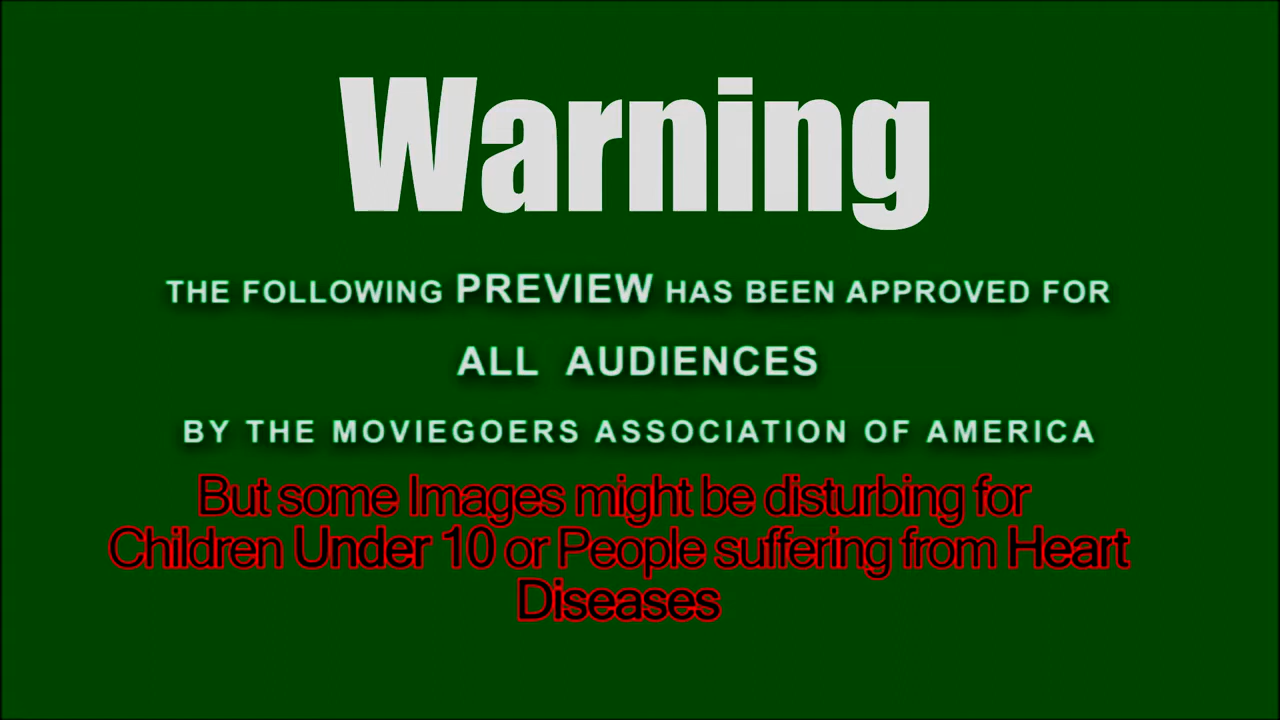 Warning
THE FOLLOWING PREVIEW HAS BEEN APPROVED FOR
ALL AUDIENCES
BY THE MOVIEGOERS ASSOCIATION OF AMERICA
But some Images might be disturbing for
Children Under 10 or People suffering from Heart
Diseases